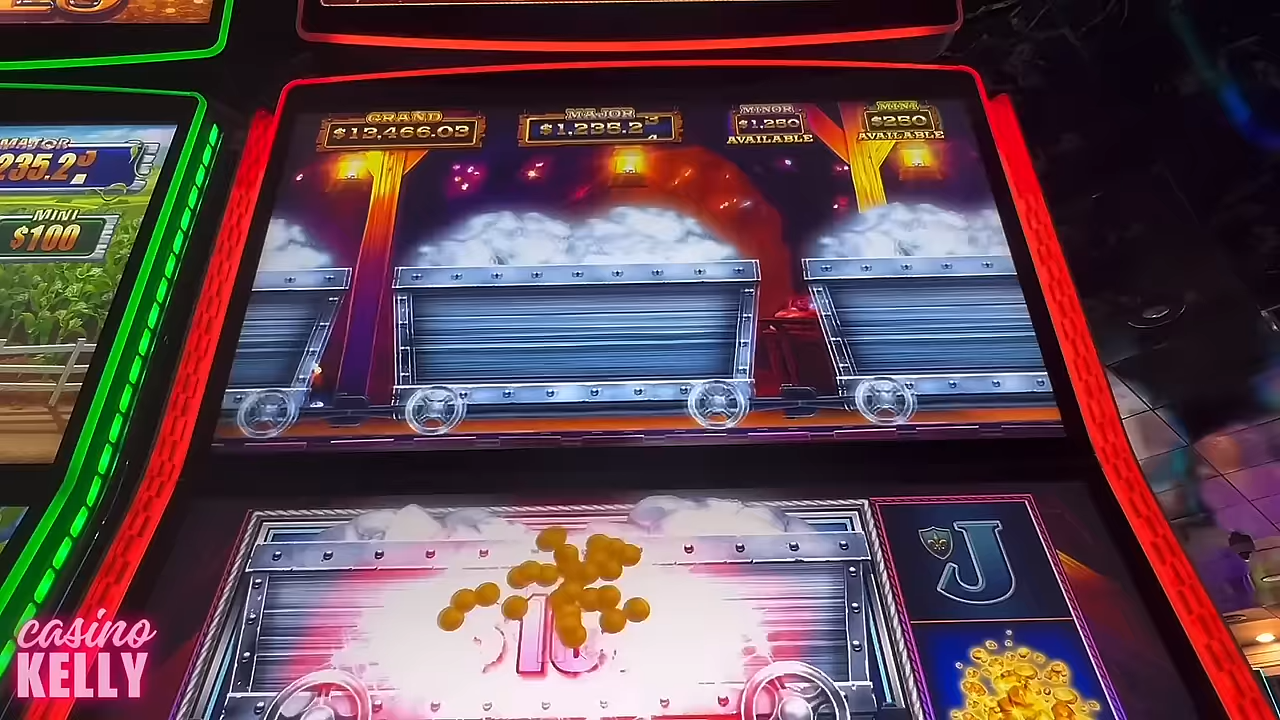 GRAND
$13,466.03
MAJOR
$1,235.2
MINOR
$1,250
AVAILABLE
MINI
$250
AVAILABLE
MAJOR
235.2
MINI
$100
J
casino
KELLY